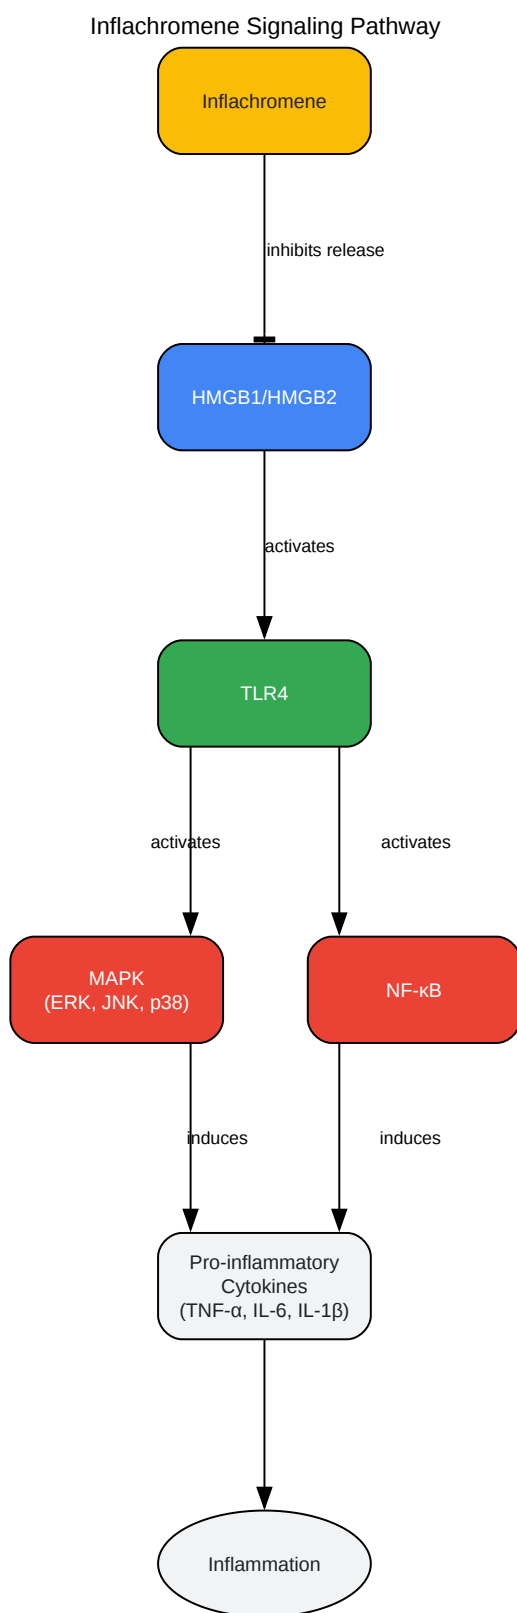 Inflachromene Signaling Pathway
Inflachromene
inhibits release
HMGB1/HMGB2
activates
TLR4
activates
activates
MAPK
(ERK, JNK, p38)
NF-κB
induces
induces
Pro-inflammatory
Cytokines
(TNF-α, IL-6, IL-1β)
Inflammation